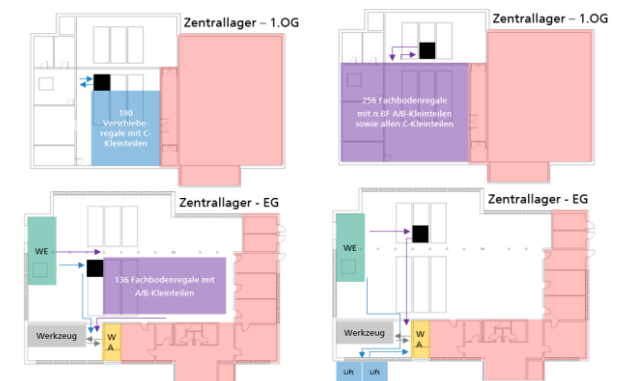 Zentrallager – 1.OG
190
Verschiebe-
regale mit C-
Kleinteilen
Zentrallager – 1.OG
256 Fachbodenregale
mit n.BF A/B-Kleinteilen
sowie allen C-Kleinteilen
Zentrallager - EG
WE
136 Fachbodenregale mit
A/B-Kleinteilen
Werkzeug
W
A
Zentrallager - EG
WE
Werkzeug
W
A
Lift
Lift